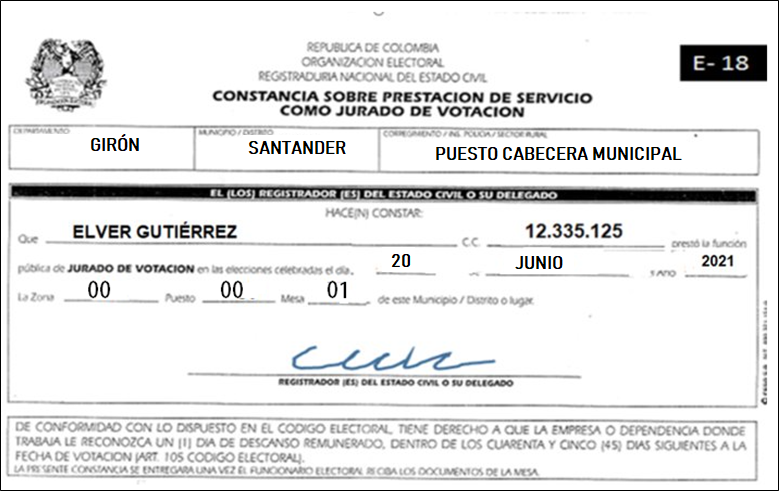 REPUBLICA DE COLOMBIA
ORGANIZACION ELECTORAL
REGISTRADURIA NACIONAL DEL ESTADO CIVIL
E- 18
CONSTANCIA SOBRE PRESTACION DE SERVICIO
COMO JURADO DE VOTACION
DEPARTAMENTO MUNICIPIO / DISTRITO CORREGIMIENTO / INS. POLICIA / SECTOR RURAL
GIRÓN SANTANDER PUESTO CABECERA MUNICIPAL
EL (LOS) REGISTRADOR (ES) DEL ESTADO CIVIL O SU DELEGADO
HACE(N) CONSTAR:
Que ELVER GUTIÉRREZ C.C. 12.335.125 prestó la función
pública de JURADO DE VOTACION en las elecciones celebradas el día, 20 JUNIO AÑO 2021
La Zona 00 Puesto 00 Mesa 01 de este Municipio / Distrito o lugar.
REGISTRADOR (ES) DEL ESTADO CIVIL O SU DELEGADO
DE CONFORMIDAD CON LO DISPUESTO EN EL CODIGO ELECTORAL, TIENE DERECHO A QUE LA EMPRESA O DEPENDENCIA DONDE
TRABAJA LE RECONOZCA UN (1) DIA DE DESCANSO REMUNERADO, DENTRO DE LOS CUARENTA Y CINCO (45) DIAS SIGUIENTES A LA
FECHA DE VOTACION (ART. 105 CODIGO ELECTORAL).
LA PRESENTE CONSTANCIA SE ENTREGARA UNA VEZ EL FUNCIONARIO ELECTORAL RECIBA LOS DOCUMENTOS DE LA MESA.